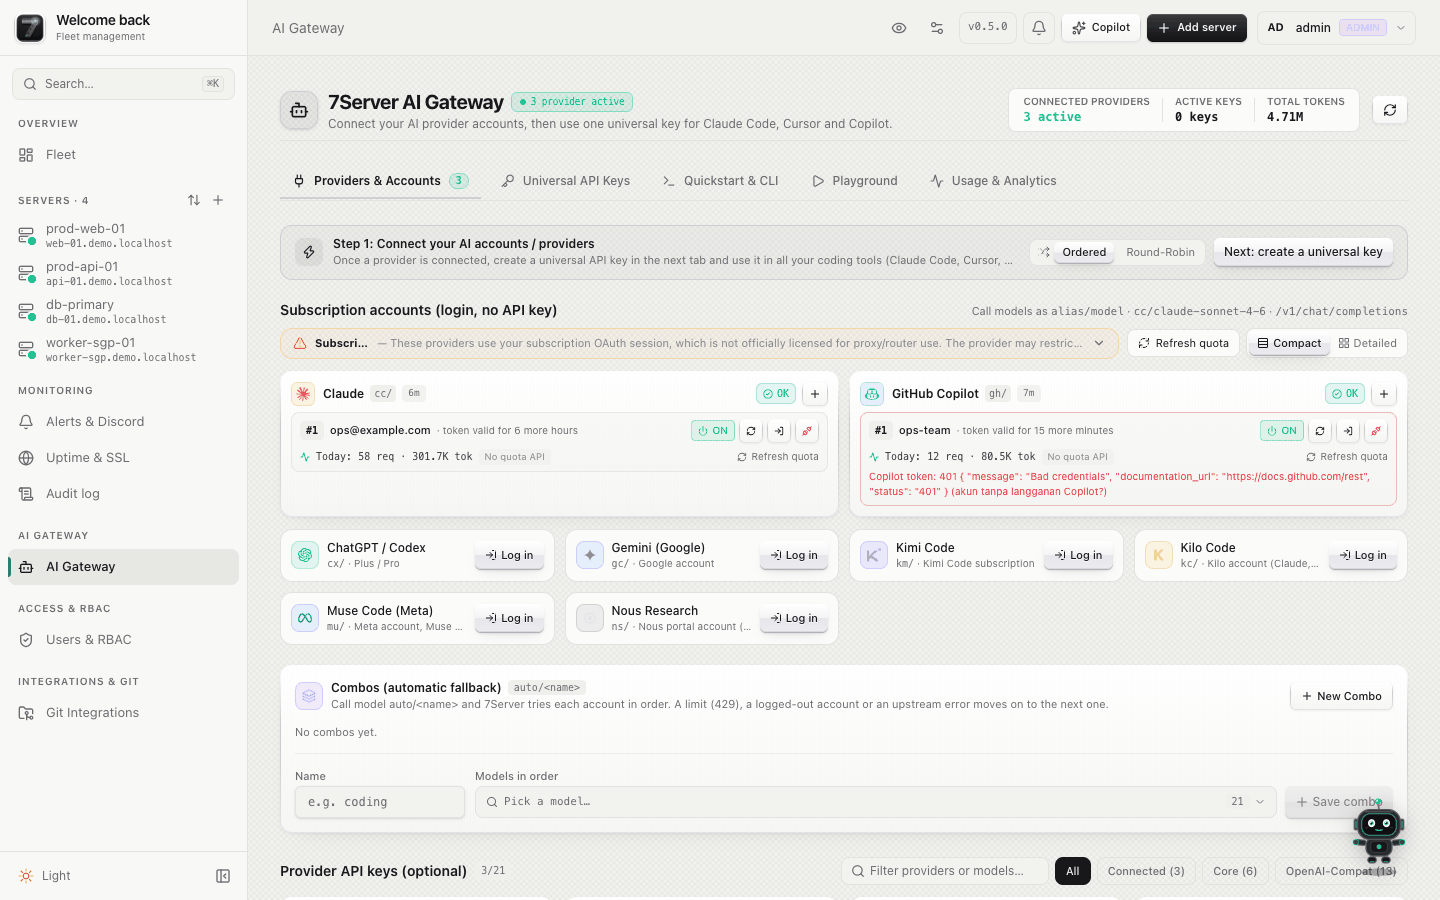 7
Welcome back
Fleet management
Search...
⌘K
OVERVIEW
Fleet
SERVERS · 4
prod-web-01
web-01.demo.localhost
prod-api-01
api-01.demo.localhost
db-primary
db-01.demo.localhost
worker-sgp-01
worker-sgp.demo.localhost
MONITORING
Alerts & Discord
Uptime & SSL
Audit log
AI GATEWAY
AI Gateway
ACCESS & RBAC
Users & RBAC
INTEGRATIONS & GIT
Git Integrations
Light
AI Gateway
v0.5.0
Copilot
+ Add server
AD
admin
ADMIN
7Server AI Gateway
3 provider active
Connect your AI provider accounts, then use one universal key for Claude Code, Cursor and Copilot.
CONNECTED PROVIDERS
3 active
ACTIVE KEYS
0 keys
TOTAL TOKENS
4.71M
Providers & Accounts 3
Universal API Keys
Quickstart & CLI
Playground
Usage & Analytics
Step 1: Connect your AI accounts / providers
Once a provider is connected, create a universal API key in the next tab and use it in all your coding tools (Claude Code, Cursor, ...
Ordered
Round-Robin
Next: create a universal key
Subscription accounts (login, no API key)
Call models as alias/model · cc/claude-sonnet-4-6 · /v1/chat/completions
Subscri... — These providers use your subscription OAuth session, which is not officially licensed for proxy/router use. The provider may restric...
Refresh quota
Compact
Detailed
Claude cc/ 6m
OK
+
#1 ops@example.com · token valid for 6 more hours
ON
Today: 58 req · 301.7K tok No quota API
Refresh quota
GitHub Copilot gh/ 7m
OK
+
#1 ops-team · token valid for 15 more minutes
ON
Today: 12 req · 80.5K tok No quota API
Refresh quota
Copilot token: 401 { "message": "Bad credentials", "documentation_url": "https://docs.github.com/rest",
"status": "401" } (akun tanpa langganan Copilot?)
ChatGPT / Codex
cx/ · Plus / Pro
Log in
Gemini (Google)
gc/ · Google account
Log in
Kimi Code
km/ · Kimi Code subscription
Log in
Kilo Code
kc/ · Kilo account (Claude,...
Log in
Muse Code (Meta)
mu/ · Meta account, Muse ...
Log in
Nous Research
ns/ · Nous portal account (...
Log in
Combos (automatic fallback) auto/<name>
Call model auto/<name> and 7Server tries each account in order. A limit (429), a logged-out account or an upstream error moves on to the next one.
+ New Combo
No combos yet.
Name
e.g. coding
Models in order
Pick a model…
21
+ Save combo
Provider API keys (optional) 3/21
Filter providers or models...
All
Connected (3)
Core (6)
OpenAI-Compat (13)